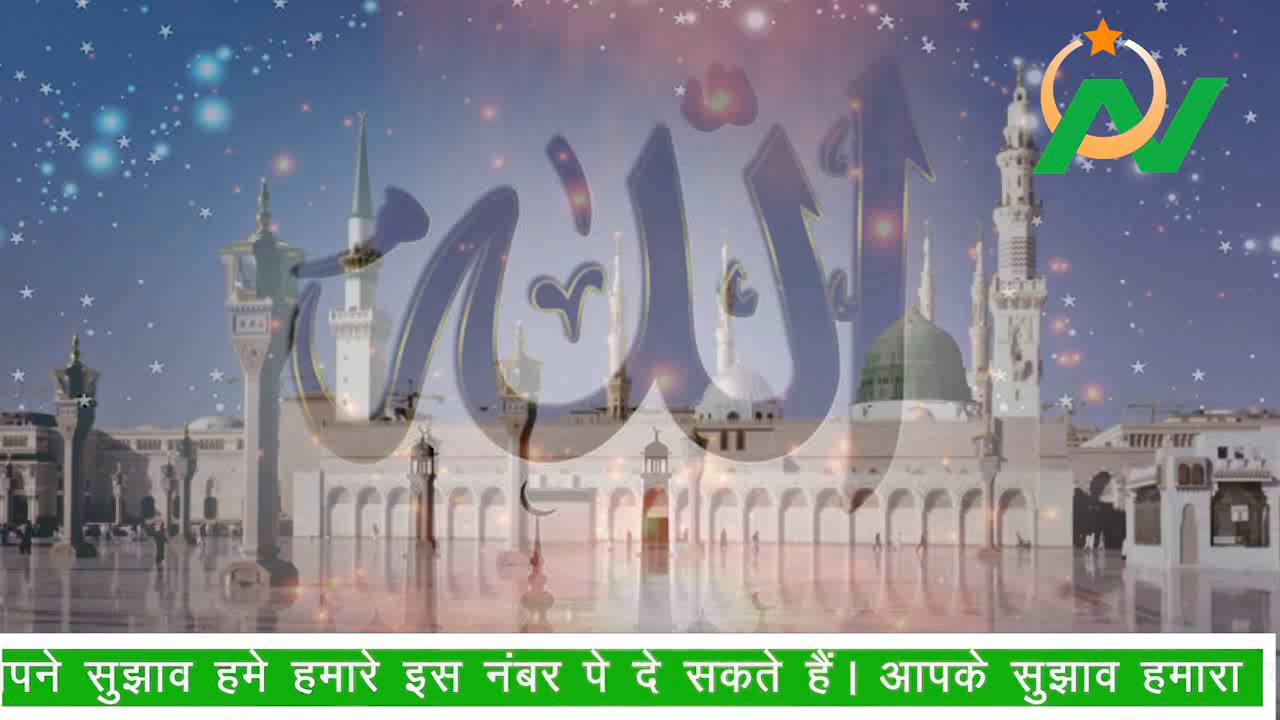 الله
पने सुझाव हमे हमारे इस नंबर पे दे सकते हैं। आपके सुझाव हमारा